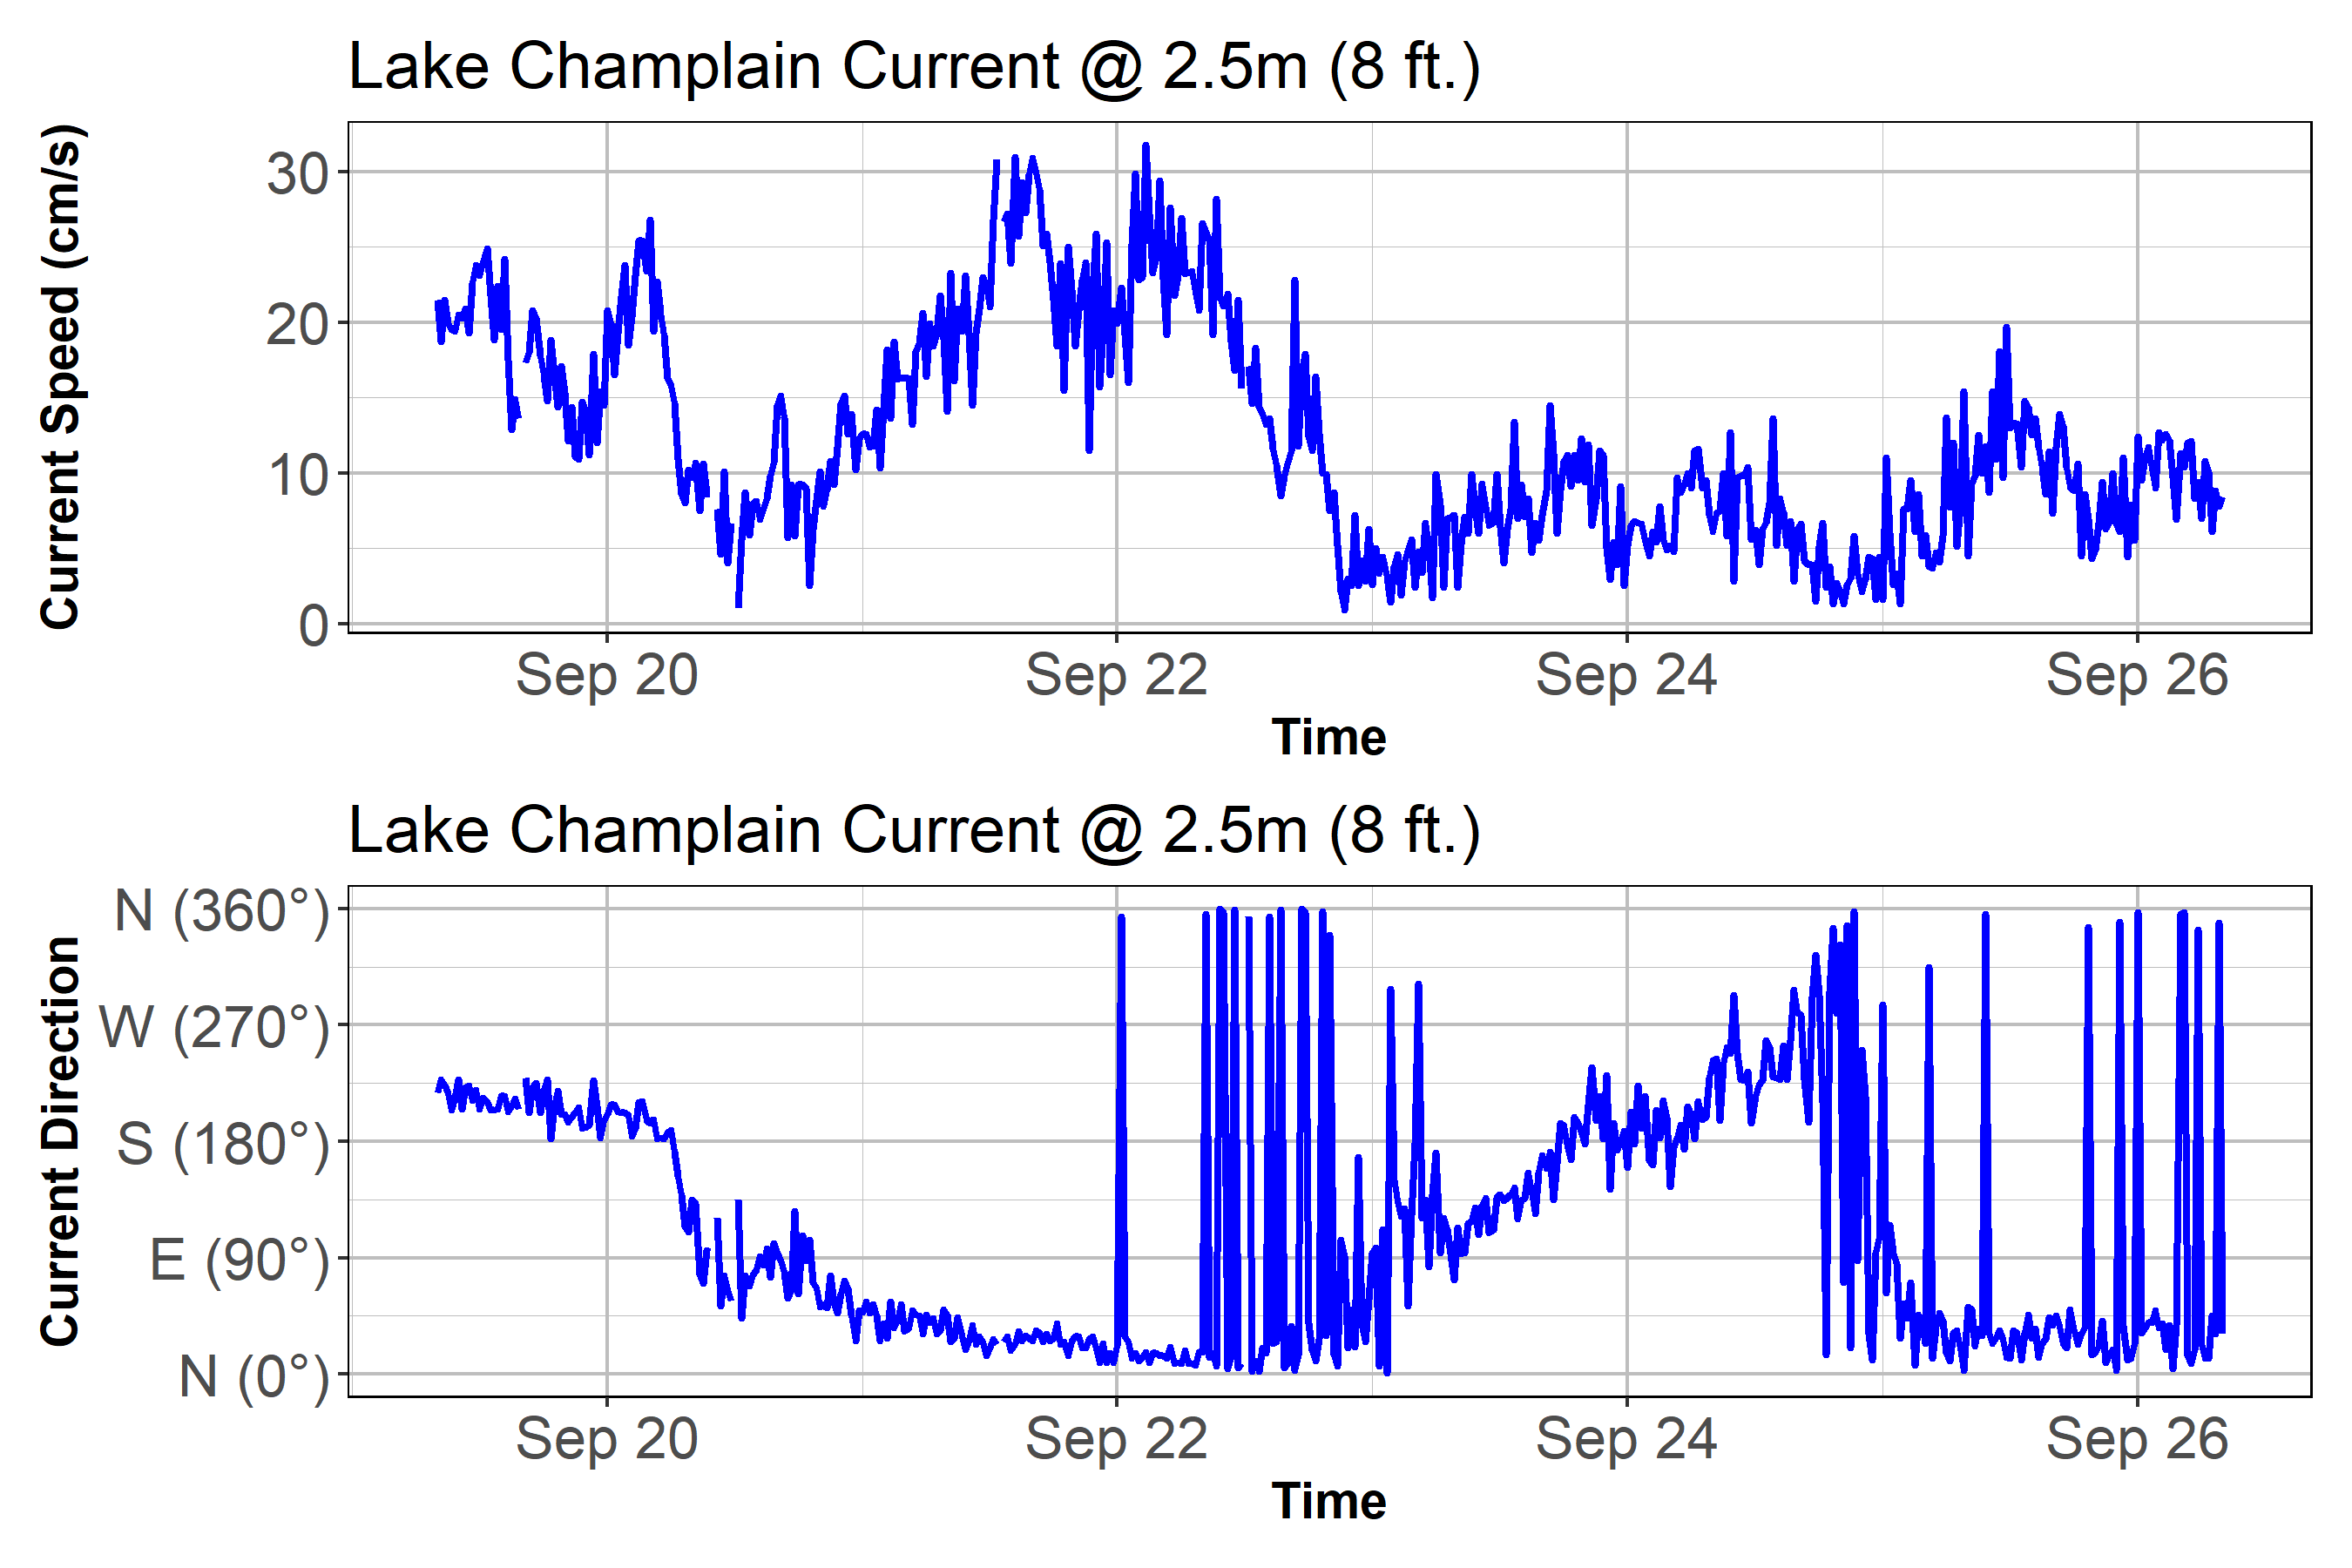 Lake Champlain Current @ 2.5m (8 ft.)
Current Speed (cm/s)
30
20
10
0
Sep 20 Sep 22 Sep 24 Sep 26
Time
Lake Champlain Current @ 2.5m (8 ft.)
Current Direction
N (360°)
W (270°)
S (180°)
E (90°)
N (0°)
Sep 20 Sep 22 Sep 24 Sep 26
Time